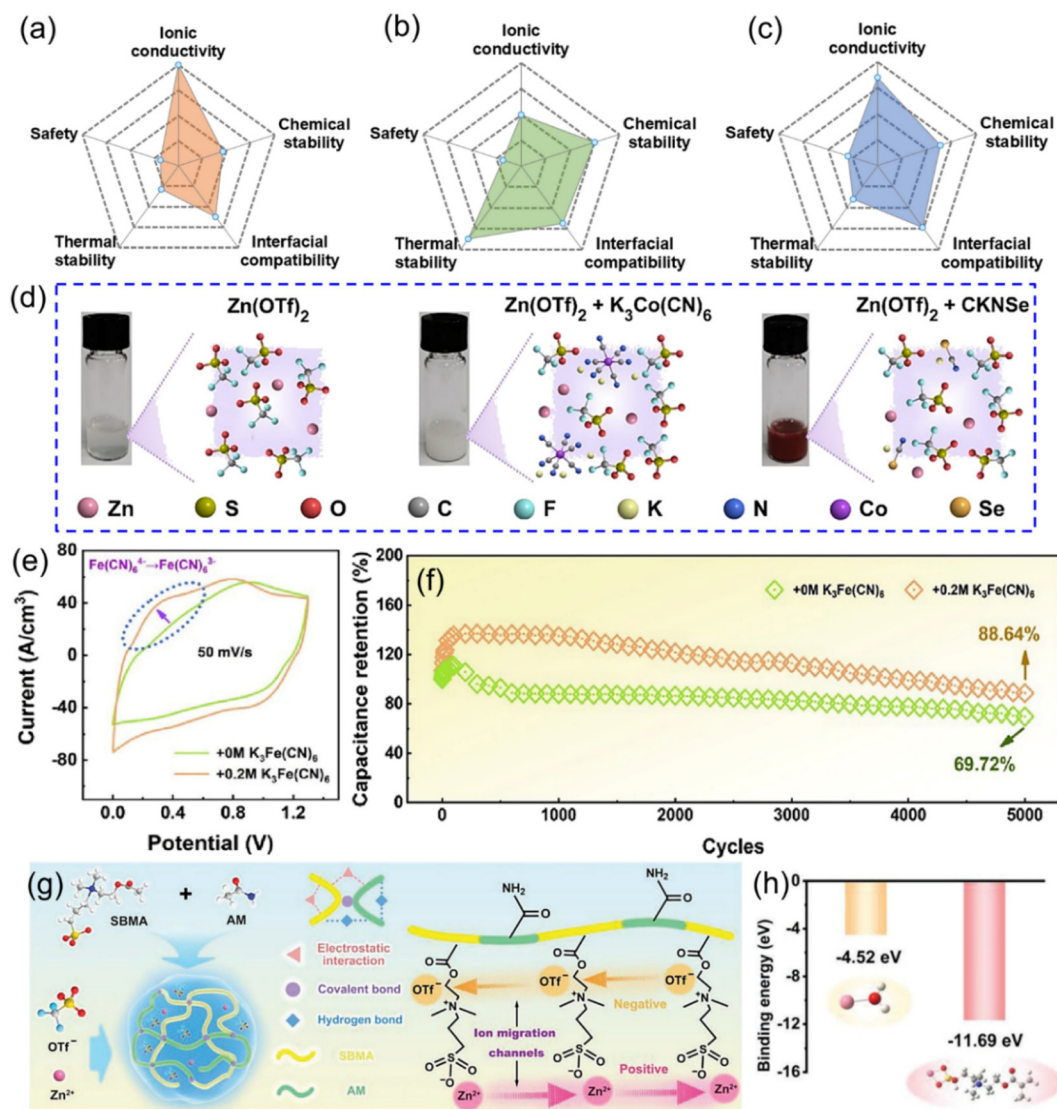 (a)
Ionic
conductivity
Safety
Chemical
stability
Thermal
stability
Interfacial
compatibility
(b)
Ionic
conductivity
Safety
Chemical
stability
Thermal
stability
Interfacial
compatibility
(c)
Ionic
conductivity
Safety
Chemical
stability
Thermal
stability
Interfacial
compatibility
(d)
Zn(OTf)₂
Zn(OTf)₂ + K₃Co(CN)₆
Zn(OTf)₂ + CKNSe
Zn S O C F K N Co Se
(e)
Fe(CN)₆⁴⁻→Fe(CN)₆³⁻
80
40
0
-40
-80
Current (A/cm³)
50 mV/s
+0M K₃Fe(CN)₆
+0.2M K₃Fe(CN)₆
0.0 0.4 0.8 1.2
Potential (V)
(f)
200
160
120
80
40
0
Capacitance retention (%)
+0M K₃Fe(CN)₆
+0.2M K₃Fe(CN)₆
88.64%
69.72%
0 1000 2000 3000 4000 5000
Cycles
(g)
SBMA
+
AM
OTf⁻
Zn²⁺
Electrostatic
interaction
Covalent bond
Hydrogen bond
SBMA
AM
NH₂
O
NH₂
O
O
O
O
O
O
O
OTf⁻
OTf⁻
OTf⁻
N⁺
N⁺
N⁺
Negative
Ion migration
channels
O=S=O
O⁻
O=S=O
O⁻
O=S=O
O⁻
Positive
Zn²⁺
Zn²⁺
Zn²⁺
(h)
0
-4
-8
-12
-16
Binding energy (eV)
-4.52 eV
-11.69 eV